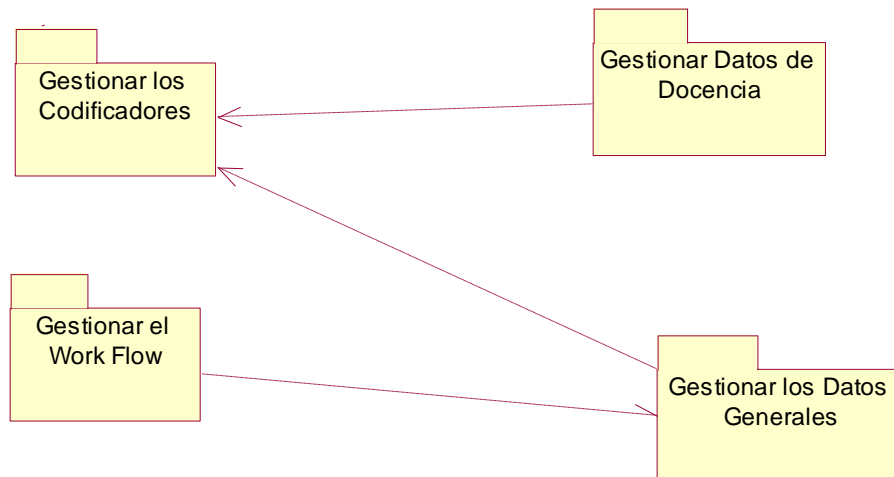 Gestionar los
Codificadores
Gestionar Datos de
Docencia
Gestionar el
Work Flow
Gestionar los Datos
Generales